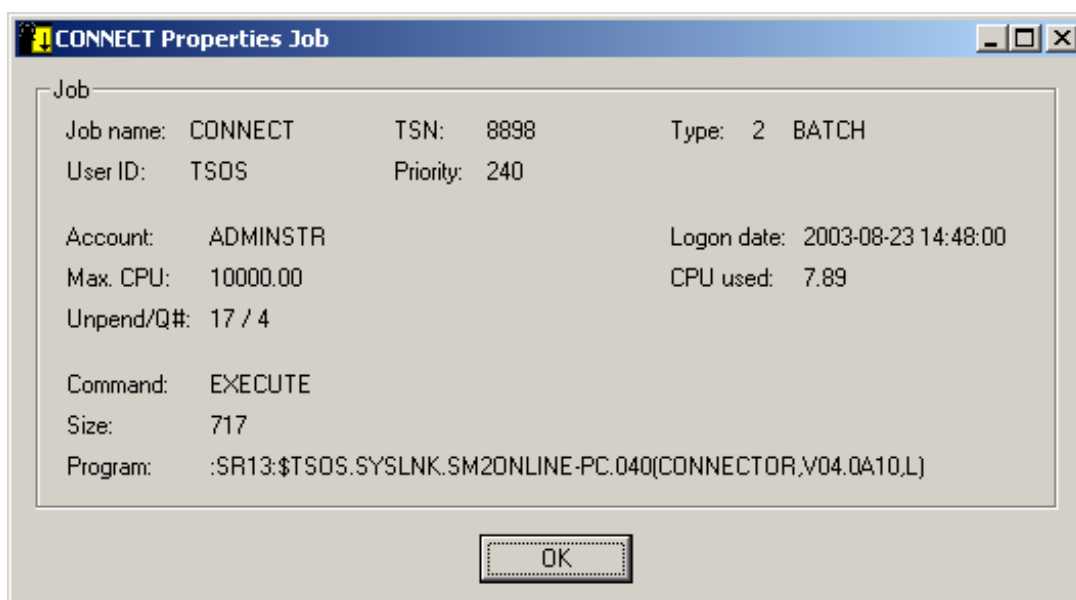 CONNECT Properties Job
Job
Job name: CONNECT TSN: 8898 Type: 2 BATCH
User ID: TSOS Priority: 240
Account: ADMINSTR Logon date: 2003-08-23 14:48:00
Max. CPU: 10000.00 CPU used: 7.89
Unpend/Q#: 17 / 4
Command: EXECUTE
Size: 717
Program: :SR13:$TSOS.SYSLNK.SM2ONLINE-PC.040(CONNECTOR,V04.0A10,L)
OK